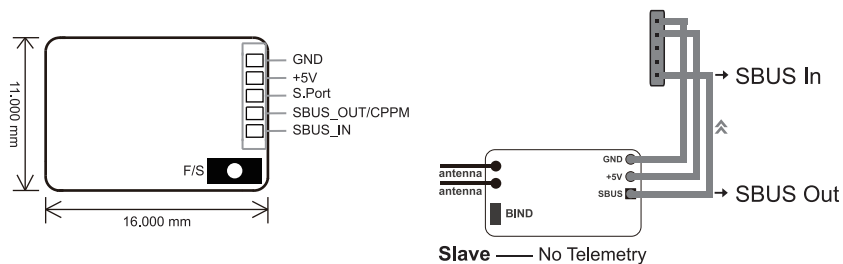 GND
+5V
S.Port
SBUS_OUT/CPPM
SBUS_IN
F/S
11.000 mm
16.000 mm
SBUS In
GND
+5V
SBUS
antenna
antenna
BIND
SBUS Out
Slave — No Telemetry